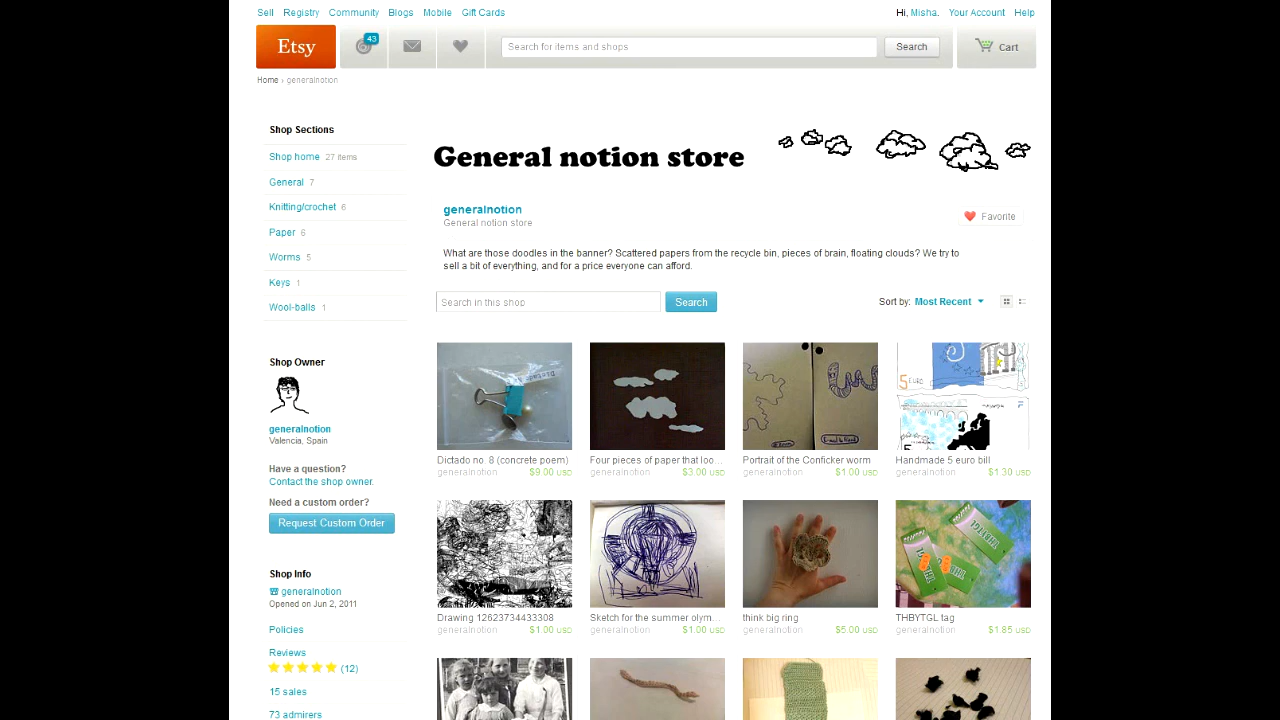 Sell Registry Community Blogs Mobile Gift Cards
Hi, Misha. Your Account Help
Etsy
43
Search for items and shops
Search
Cart
Home › generalnotion
Shop Sections
Shop home 27 items
General 7
Knitting/crochet 6
Paper 6
Worms 5
Keys 1
Wool-balls 1
Shop Owner
generalnotion
Valencia, Spain
Have a question?
Contact the shop owner.
Need a custom order?
Request Custom Order
Shop Info
generalnotion
Opened on Jun 2, 2011
Policies
Reviews
(12)
15 sales
73 admirers
General notion store
generalnotion
General notion store
Favorite
What are those doodles in the banner? Scattered papers from the recycle bin, pieces of brain, floating clouds? We try to
sell a bit of everything, and for a price everyone can afford.
Search in this shop
Search
Sort by: Most Recent
5 EURO
5
Dictado no. 8 (concrete poem)
generalnotion $9.00 USD
Four pieces of paper that loo...
generalnotion $3.00 USD
Portrait of the Conficker worm
generalnotion $1.00 USD
Handmade 5 euro bill
generalnotion $1.30 USD
THBYTGL
Drawing 12623734433308
generalnotion $1.00 USD
Sketch for the summer olym...
generalnotion $1.00 USD
think big ring
generalnotion $5.00 USD
THBYTGL tag
generalnotion $1.85 USD